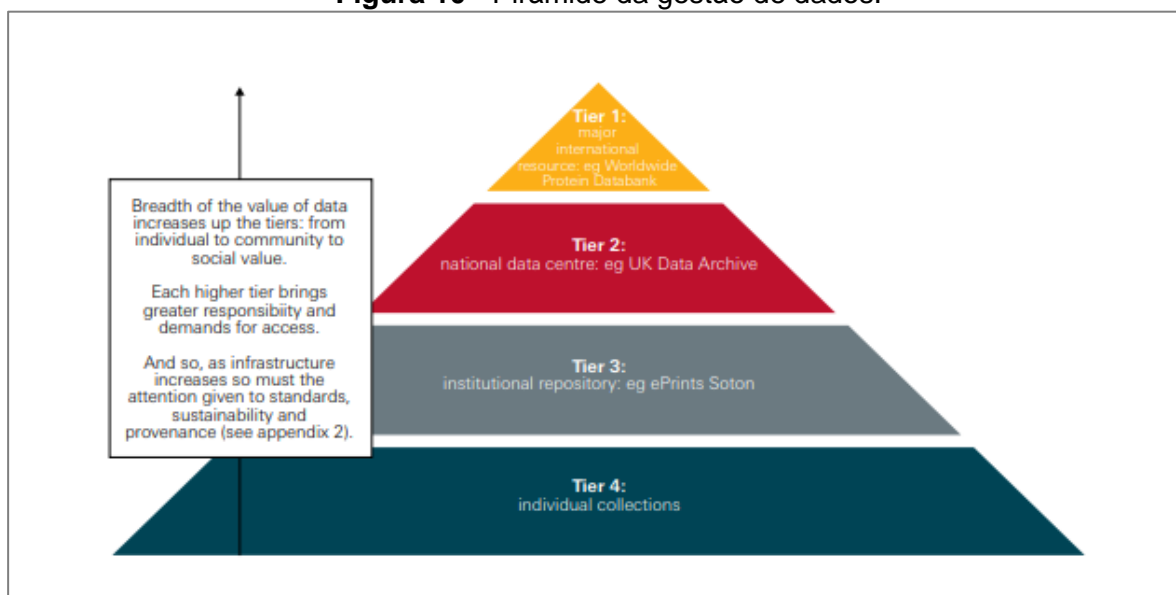 Figura 10 - Pirâmide da gestão de dados.
Tier 1:
major
international
resource: eg Worldwide
Protein Databank
Breadth of the value of data
increases up the tiers: from
individual to community to
social value.
Each higher tier brings
greater responsibiity and
demands for access.
And so, as infrastructure
increases so must the
attention given to standards,
sustainability and
provenance (see appendix 2).
Tier 2:
national data centre: eg UK Data Archive
Tier 3:
institutional repository: eg ePrints Soton
Tier 4:
individual collections